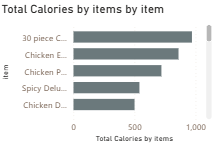 Total Calories by items by item
Item
30 piece C...
Chicken E...
Chicken P...
Spicy Delu...
Chicken D...
0 500 1,000
Total Calories by items